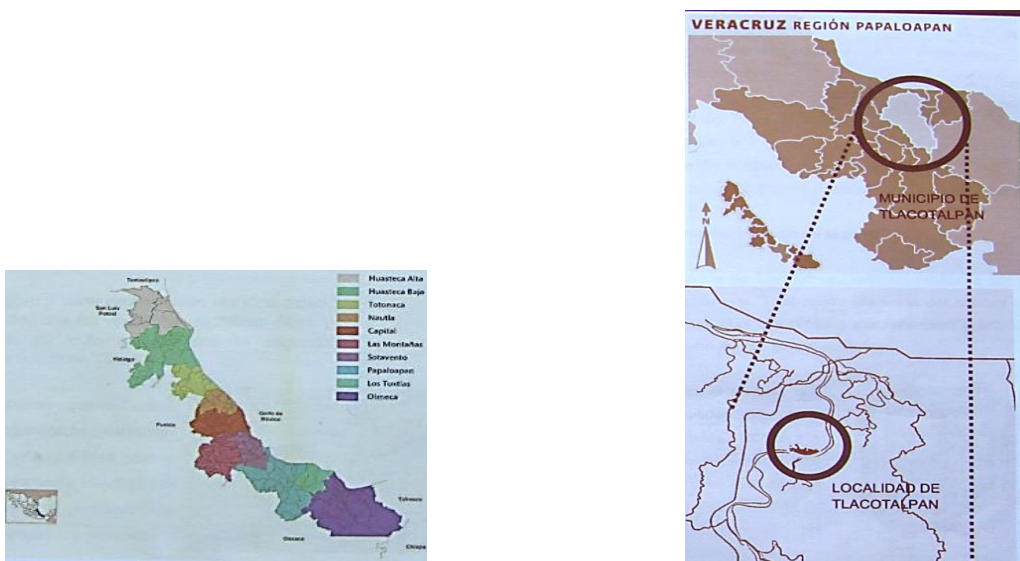 Tamaulipas
San Luis
Potosí
Hidalgo
Puebla
Golfo de
México
Tabasco
Oaxaca
Chiapa
Huasteca Alta
Huasteca Baja
Totonaca
Nautla
Capital
Las Montañas
Sotavento
Papaloapan
Los Tuxtlas
Olmeca
VERACRUZ REGIÓN PAPALOAPAN
MUNICIPIO DE
TLACOTALPAN
N
LOCALIDAD DE
TLACOTALPAN